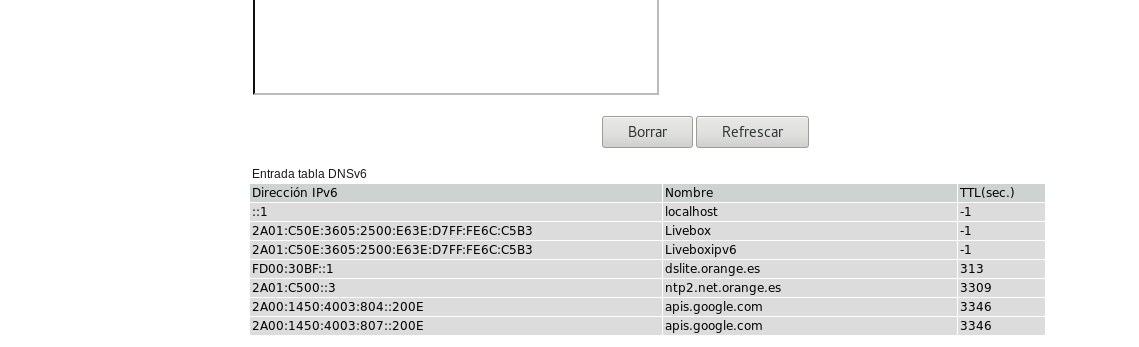 Borrar Refrescar
Entrada tabla DNSv6
Dirección IPv6 Nombre TTL(sec.)
::1 localhost -1
2A01:C50E:3605:2500:E63E:D7FF:FE6C:C5B3 Livebox -1
2A01:C50E:3605:2500:E63E:D7FF:FE6C:C5B3 Liveboxipv6 -1
FD00:30BF::1 dslite.orange.es 313
2A01:C500::3 ntp2.net.orange.es 3309
2A00:1450:4003:804::200E apis.google.com 3346
2A00:1450:4003:807::200E apis.google.com 3346